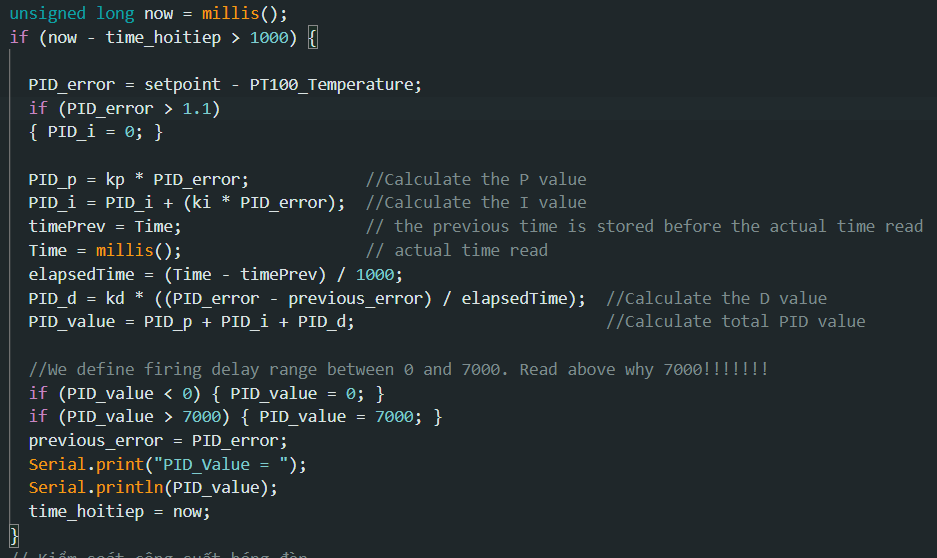 unsigned long now = millis();
if (now - time_hoitiep > 1000) {
PID_error = setpoint - PT100_Temperature;
if (PID_error > 1.1)
{ PID_i = 0; }
PID_p = kp * PID_error; //Calculate the P value
PID_i = PID_i + (ki * PID_error); //Calculate the I value
timePrev = Time; // the previous time is stored before the actual time read
Time = millis(); // actual time read
elapsedTime = (Time - timePrev) / 1000;
PID_d = kd * ((PID_error - previous_error) / elapsedTime); //Calculate the D value
PID_value = PID_p + PID_i + PID_d; //Calculate total PID value
//We define firing delay range between 0 and 7000. Read above why 7000!!!!!!!
if (PID_value < 0) { PID_value = 0; }
if (PID_value > 7000) { PID_value = 7000; }
previous_error = PID_error;
Serial.print("PID_Value = ");
Serial.println(PID_value);
time_hoitiep = now;
}
// Kiểm soát công suất bóng đèn